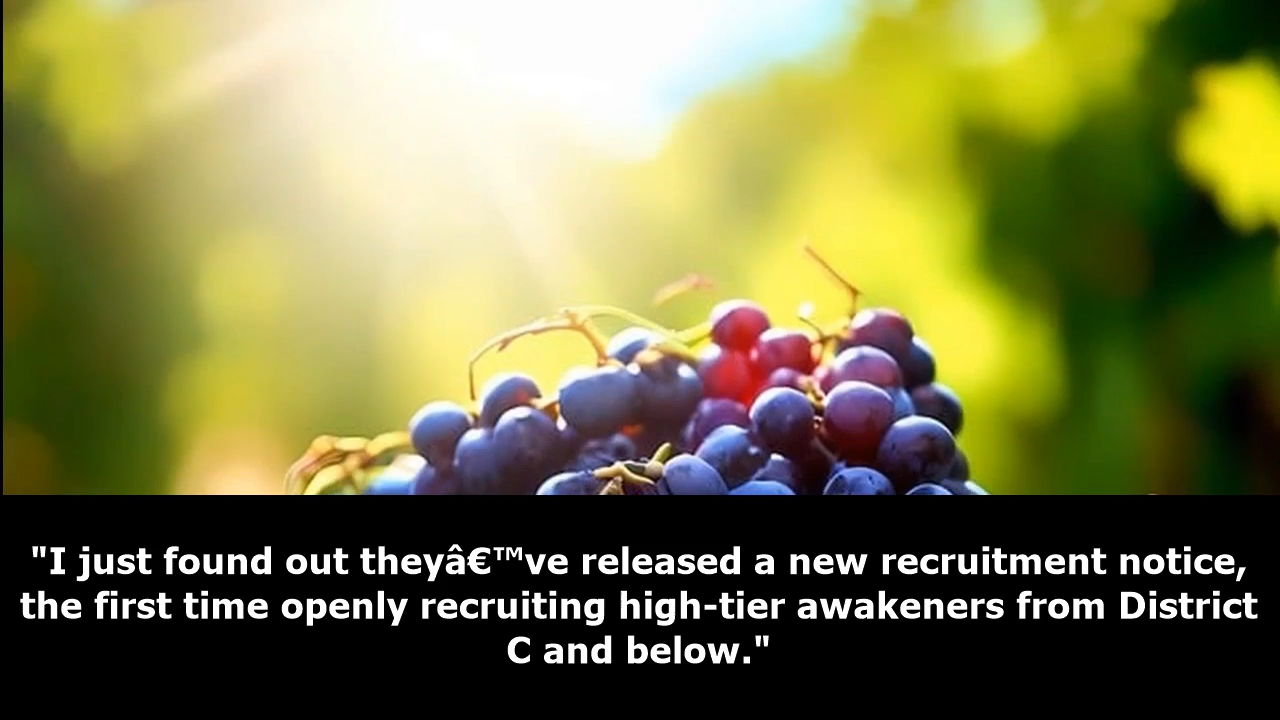 "I just found out theyâ€™ve released a new recruitment notice,
the first time openly recruiting high-tier awakeners from District
C and below."